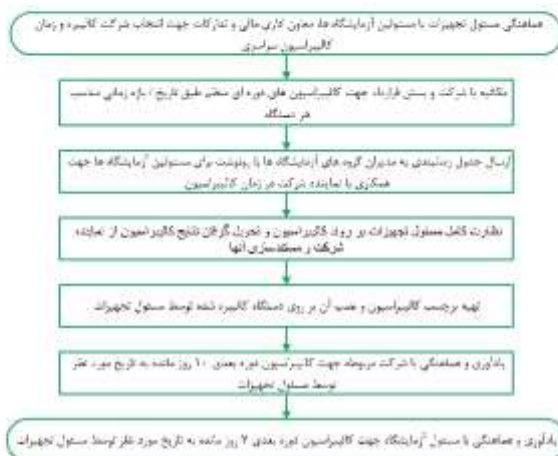 هماهنگی مسئول تجهیزات با مسئولین آزمایشگاه ها، معاون کاری مالی و تدارکات جهت انتخاب شرکت کالیبره و زمان
کالیبراسیون سراسری
مکاتبه با شرکت و بستن قرارداد جهت کالیبراسیون های دوره ای منظم طبق تاریخ / بازه زمانی مناسب
هر دستگاه
ارسال جدول زمانبندی به مدیران گروه های آزمایشگاه ها با رونوشت برای مسئولین آزمایشگاه ها جهت
همکاری با نماینده شرکت در زمان کالیبراسیون
نظارت کامل مسئول تجهیزات بر روند کالیبراسیون و تحویل گرفتن نتایج کالیبراسیون از نماینده
شرکت و مستندسازی آنها
تهیه برچسب کالیبراسیون و نصب آن بر روی دستگاه کالیبره شده توسط مسئول تجهیزات
یادآوری و هماهنگی با شرکت مربوطه جهت کالیبراسیون دوره بعدی ۱۰ روز مانده به تاریخ مورد نظر
توسط مسئول تجهیزات
یادآوری و هماهنگی با مسئول آزمایشگاه جهت کالیبراسیون دوره بعدی ۷ روز مانده به تاریخ مورد نظر توسط مسئول تجهیزات